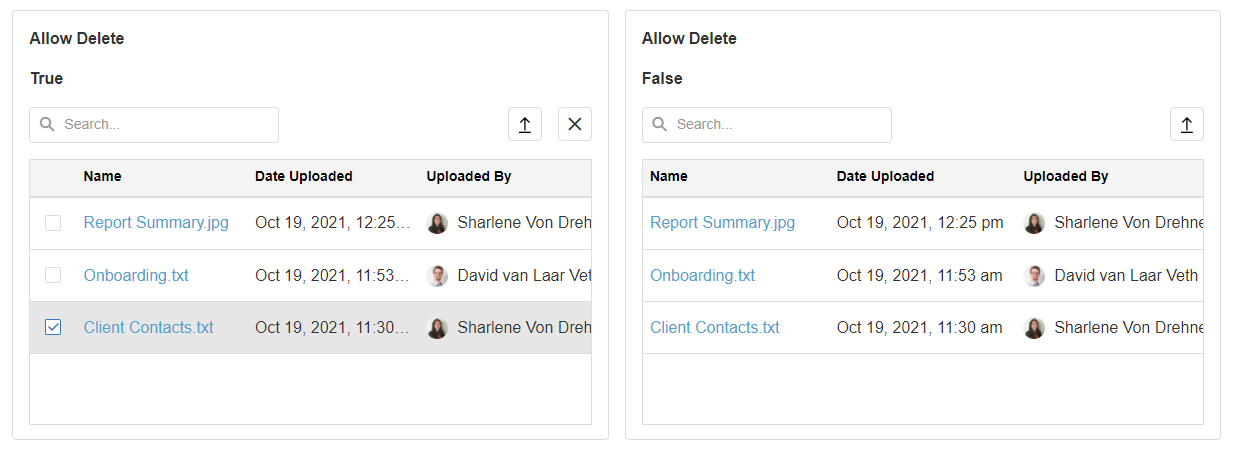 Allow Delete
True
Search...
Name Date Uploaded Uploaded By
Report Summary.jpg Oct 19, 2021, 12:25... Sharlene Von Dreh
Onboarding.txt Oct 19, 2021, 11:53... David van Laar Vet
Client Contacts.txt Oct 19, 2021, 11:30... Sharlene Von Dreh
Allow Delete
False
Search...
Name Date Uploaded Uploaded By
Report Summary.jpg Oct 19, 2021, 12:25 pm Sharlene Von Drehne
Onboarding.txt Oct 19, 2021, 11:53 am David van Laar Veth
Client Contacts.txt Oct 19, 2021, 11:30 am Sharlene Von Drehne